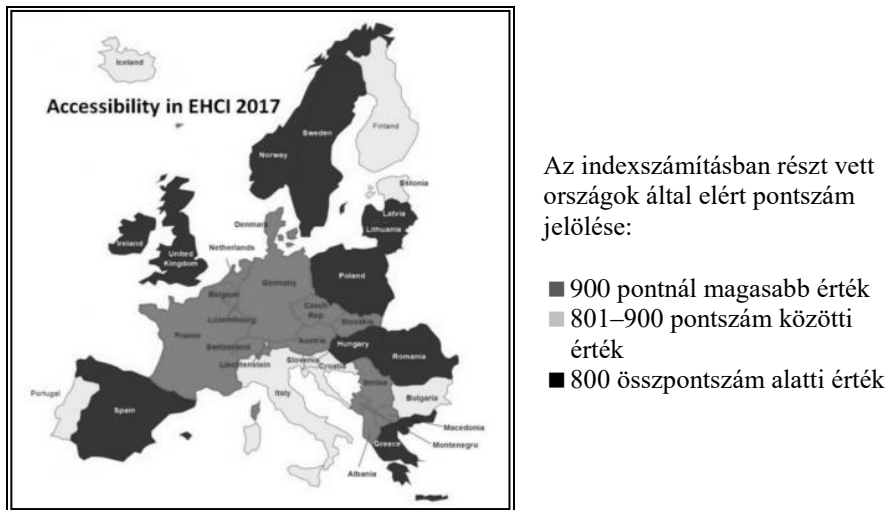 Iceland
Accessibility in EHCI 2017
Finland
Sweden
Norway
Estonia
Latvia
Lithuania
Denmark
Ireland
United
Kingdom
Netherlands
Poland
Germany
Belgium
Czech
Rep
Luxembourg
Slovakia
France
Austria
Hungary
Switzerland
Romania
Liechtenstein
Slovenia
Croatia
Portugal
Spain
Italy
Serbia
Bulgaria
Macedonia
Greece
Montenegro
Albania
Az indexszámításban részt vett
országok által elért pontszám
jelölése:
900 pontnál magasabb érték
801–900 pontszám közötti
érték
800 összpontszám alatti érték